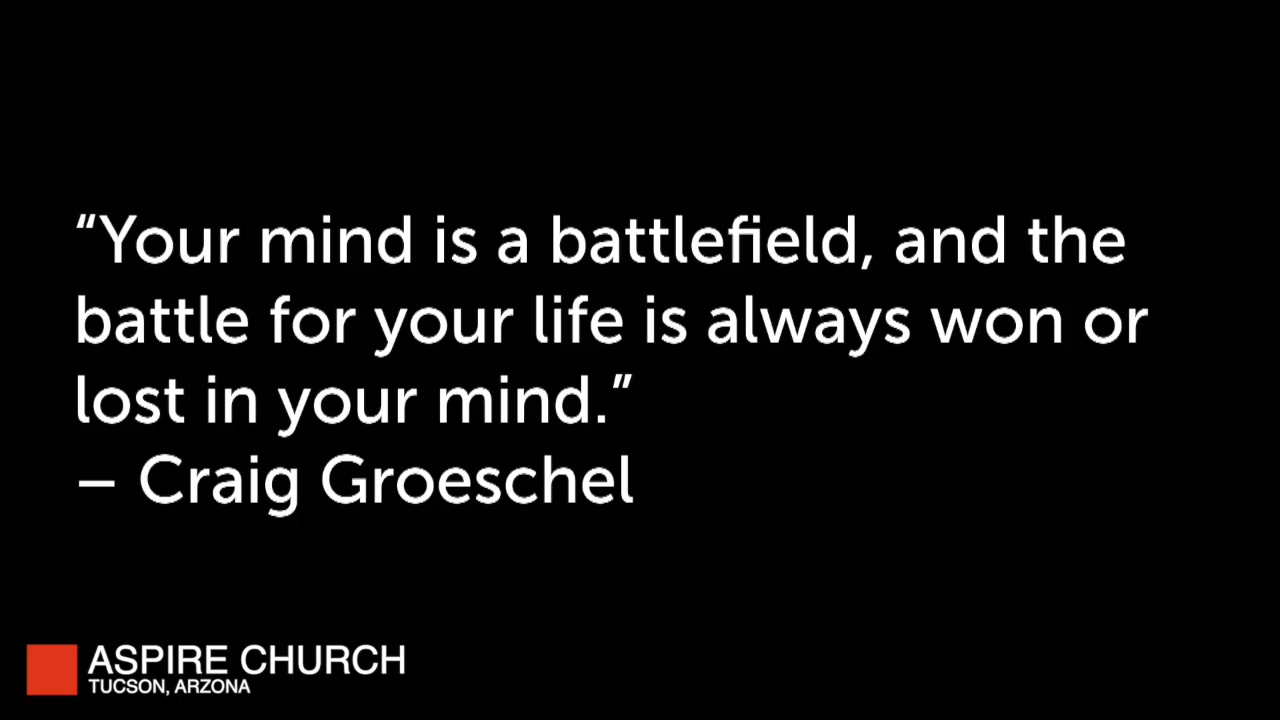 “Your mind is a battlefield, and the
battle for your life is always won or
lost in your mind.”
– Craig Groeschel
ASPIRE CHURCH
TUCSON, ARZONA